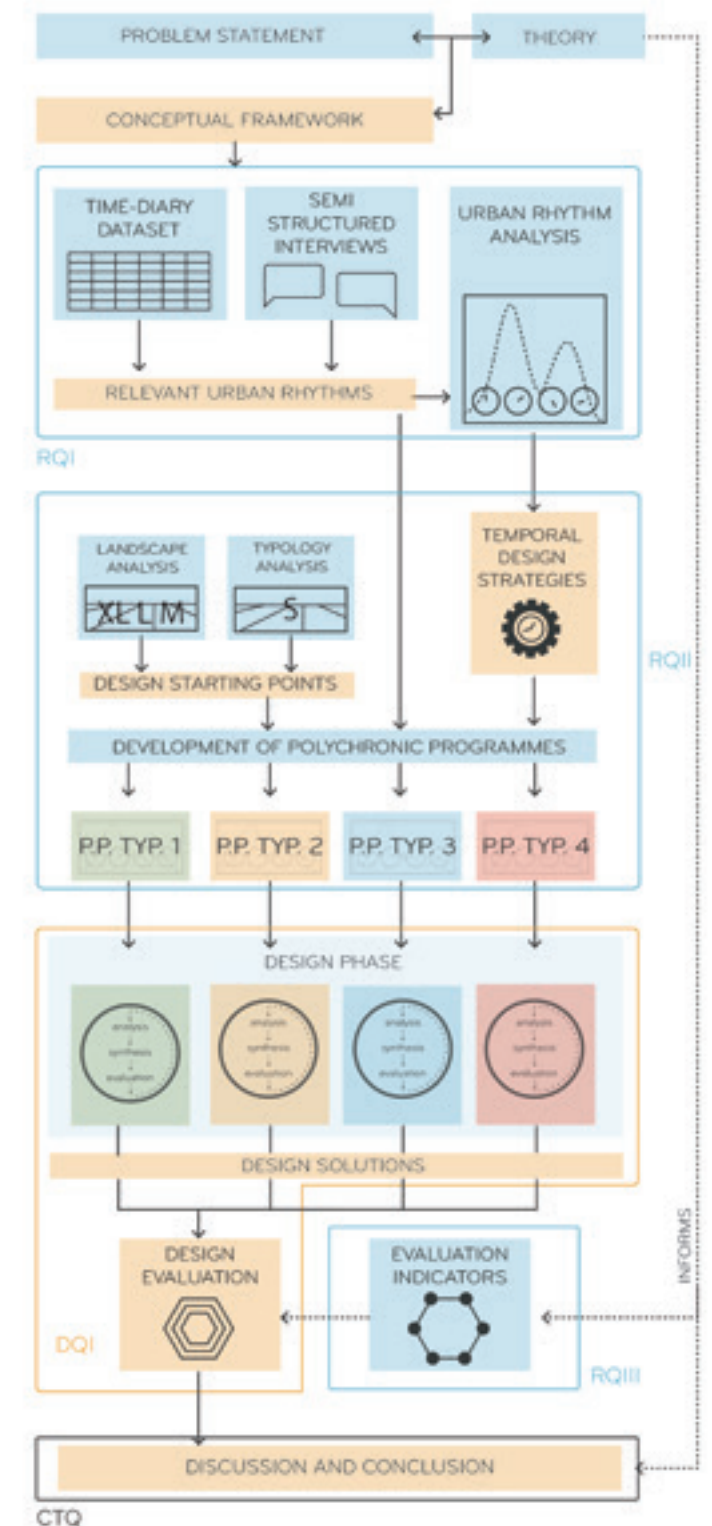 PROBLEM STATEMENT
THEORY
CONCEPTUAL FRAMEWORK
TIME-DIARY
DATASET
SEMI
STRUCTURED
INTERVIEWS
URBAN RHYTHM
ANALYSIS
RELEVANT URBAN RHYTHMS
RQI
LANDSCAPE
ANALYSIS
XL L M
TYPOLOGY
ANALYSIS
S
TEMPORAL
DESIGN
STRATEGIES
RQII
DESIGN STARTING POINTS
DEVELOPMENT OF POLYCHRONIC PROGRAMMES
P.P. TYP. 1
P.P. TYP. 2
P.P. TYP. 3
P.P. TYP. 4
DESIGN PHASE
analysis
synthesis
evaluation
analysis
synthesis
evaluation
analysis
synthesis
evaluation
analysis
synthesis
evaluation
DESIGN SOLUTIONS
DESIGN
EVALUATION
EVALUATION
INDICATORS
INFORMS
DQI
RQIII
DISCUSSION AND CONCLUSION
CTQ